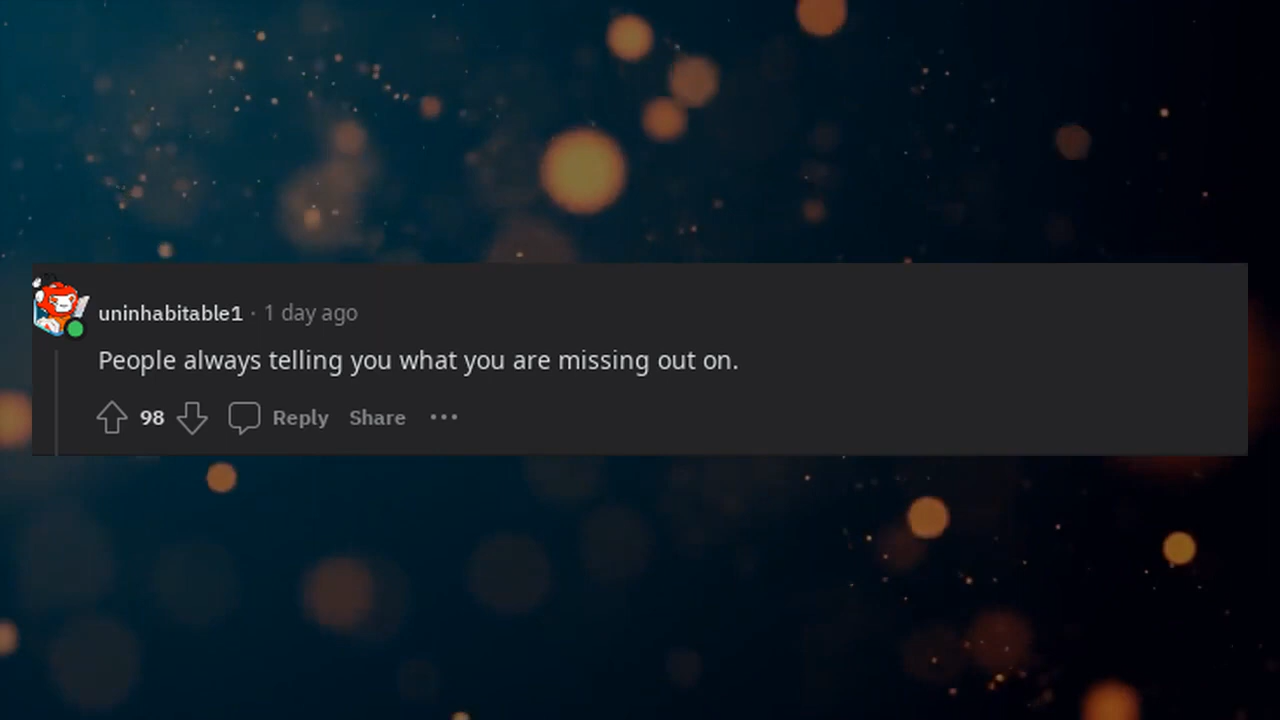 uninhabitable1 · 1 day ago
People always telling you what you are missing out on.
98 Reply Share ···